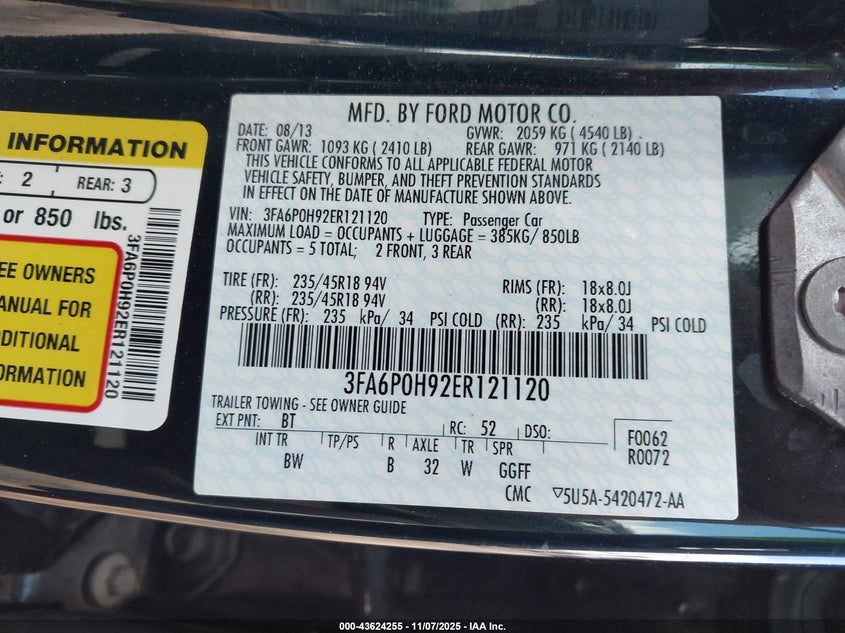 INFORMATION
2 REAR: 3
or 850 lbs.
EE OWNERS
ANUAL FOR
DDITIONAL
FORMATION
3FA6P0H92ER121120
MFD. BY FORD MOTOR CO.
DATE: 08/13 GVWR: 2059 KG ( 4540 LB)
FRONT GAWR: 1093 KG ( 2410 LB) REAR GAWR: 971 KG ( 2140 LB)
THIS VEHICLE CONFORMS TO ALL APPLICABLE FEDERAL MOTOR
VEHICLE SAFETY, BUMPER, AND THEFT PREVENTION STANDARDS
IN EFFECT ON THE DATE OF MANUFACTURE SHOWN ABOVE.
VIN: 3FA6P0H92ER121120 TYPE: Passenger Car
MAXIMUM LOAD = OCCUPANTS + LUGGAGE = 385KG/ 850LB
OCCUPANTS = 5 TOTAL; 2 FRONT, 3 REAR
TIRE (FR): 235/45R18 94V RIMS (FR): 18x8.0J
(RR): 235/45R18 94V (RR): 18x8.0J
PRESSURE (FR): 235 kPa/ 34 PSI COLD (RR): 235 kPa/ 34 PSI COLD
3FA6P0H92ER121120
TRAILER TOWING - SEE OWNER GUIDE
EXT PNT: BT RC: 52 DSO: F0062
INT TR TP/PS R AXLE TR SPR R0072
BW B 32 W GGFF
CMC ▽5U5A-5420472-AA
000-43624255 - 11/07/2025 - IAA Inc.